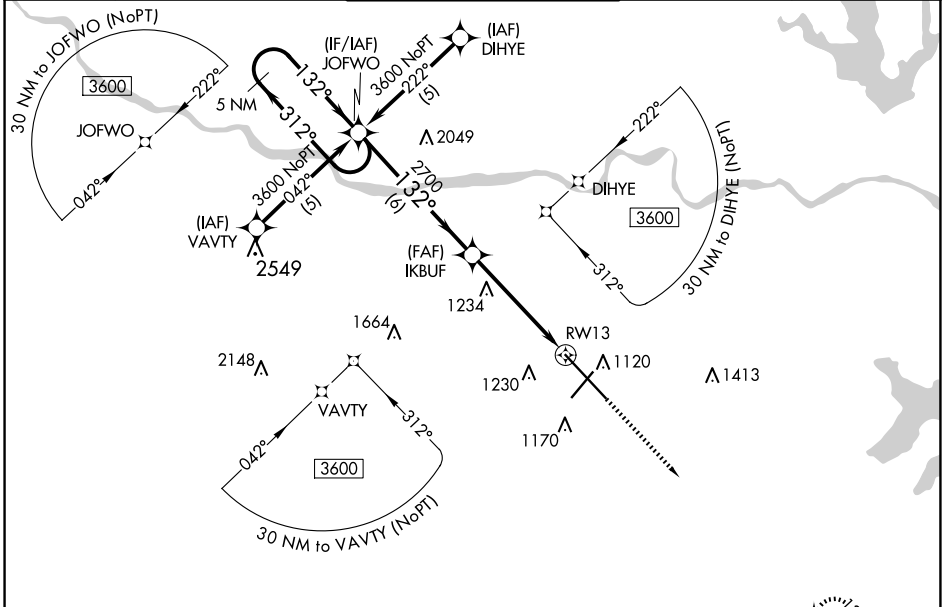 30 NM to JOFWO (NoPT)
3600
222°
JOFWO
042°
(IF/IAF)
JOFWO
(IAF)
DIHYE
3600 NoPT
222°
(5)
5 NM
132°
312°
2049
3600 NoPT
042°
(5)
(IAF)
VAVTY
2549
2700
132°
(6)
(FAF)
IKBUF
222°
DIHYE
3600
312°
30 NM to DIHYE (NoPT)
1234
1664
2148
RW13
1230
1120
1413
1170
VAVTY
042°
312°
3600
30 NM to VAVTY (NoPT)